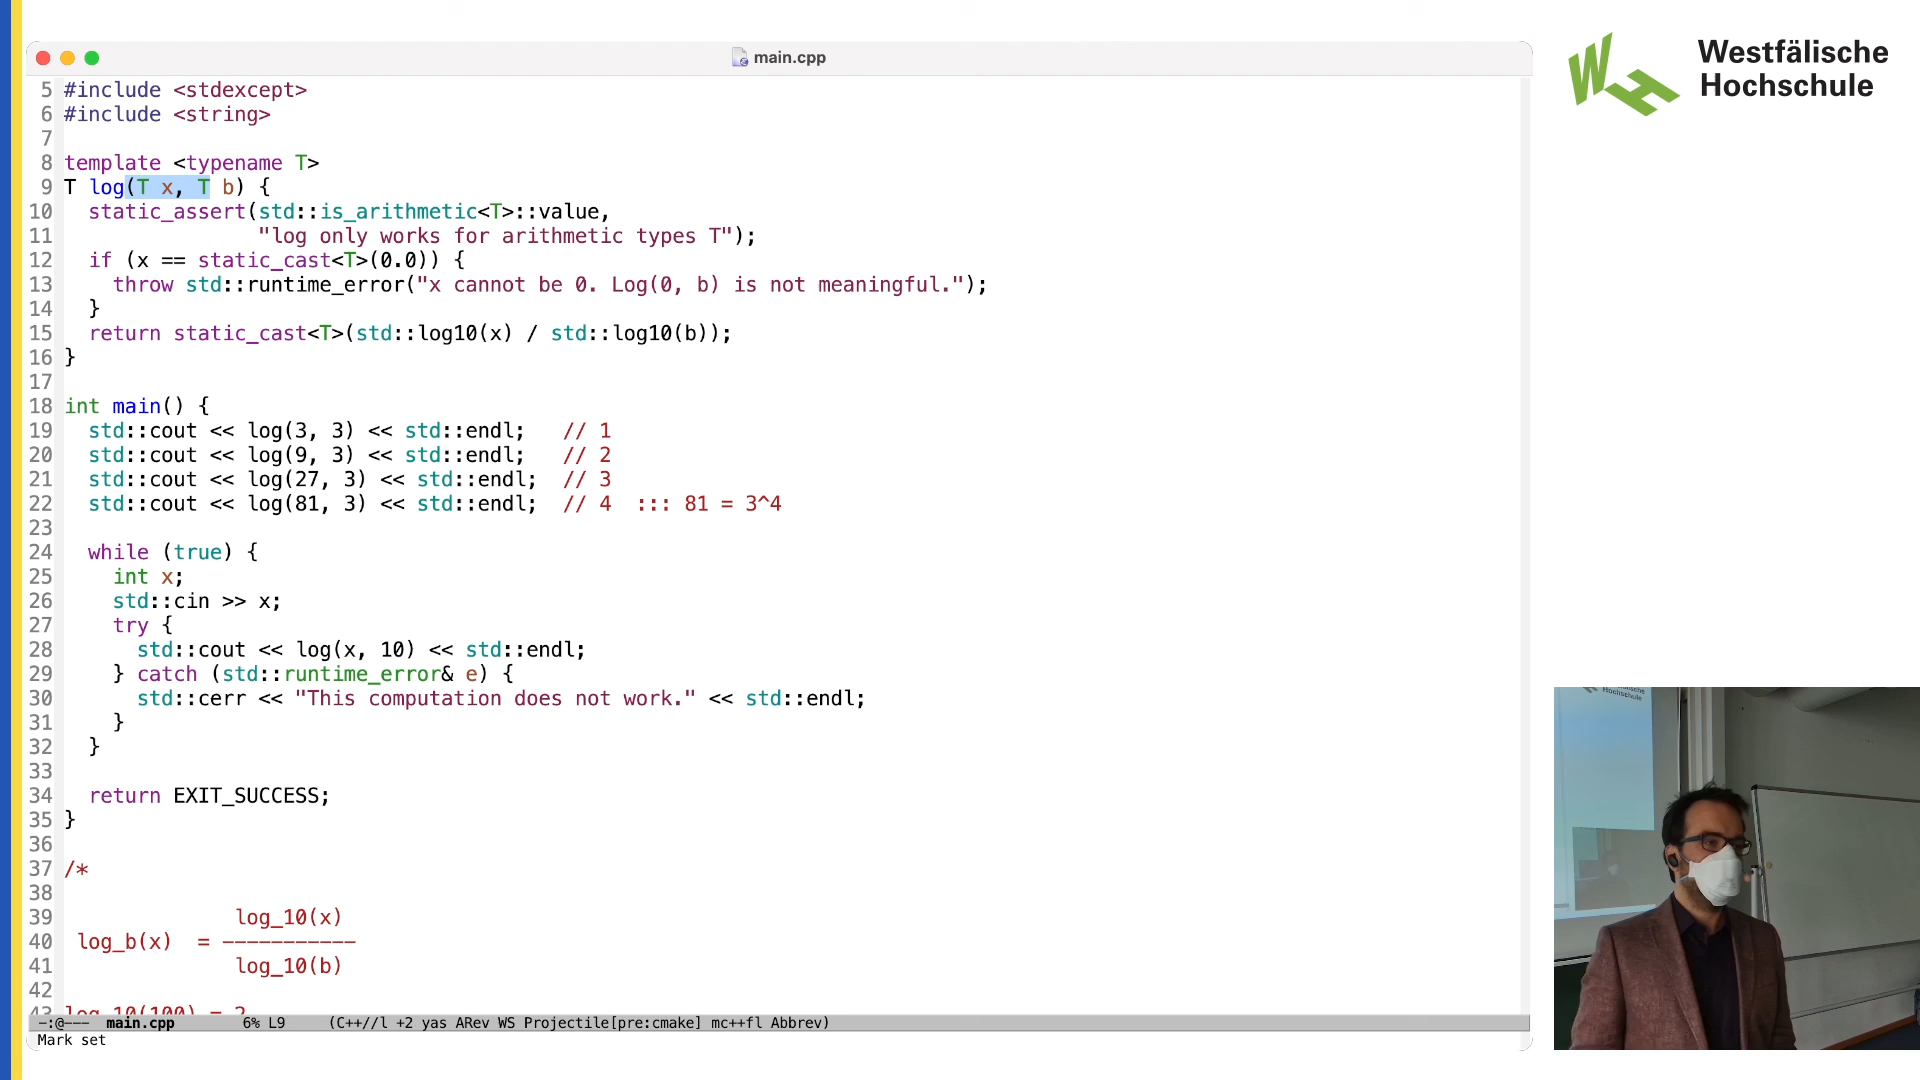 main.cpp
Westfälische
Hochschule
5 #include <stdexcept>
6 #include <string>
7
8 template <typename T>
9 T log(T x, T b) {
10   static_assert(std::is_arithmetic<T>::value,
11                 "log only works for arithmetic types T");
12   if (x == static_cast<T>(0.0)) {
13     throw std::runtime_error("x cannot be 0. Log(0, b) is not meaningful.");
14   }
15   return static_cast<T>(std::log10(x) / std::log10(b));
16 }
17
18 int main() {
19   std::cout << log(3, 3) << std::endl;   // 1
20   std::cout << log(9, 3) << std::endl;   // 2
21   std::cout << log(27, 3) << std::endl;  // 3
22   std::cout << log(81, 3) << std::endl;  // 4  ::: 81 = 3^4
23
24   while (true) {
25     int x;
26     std::cin >> x;
27     try {
28       std::cout << log(x, 10) << std::endl;
29     } catch (std::runtime_error& e) {
30       std::cerr << "This computation does not work." << std::endl;
31     }
32   }
33
34   return EXIT_SUCCESS;
35 }
36
37 /*
38
39               log_10(x)
40  log_b(x)  = -----------
41               log_10(b)
42
43 log_10(100) = 2
-:@---  main.cpp      6% L9    (C++//l +2 yas ARev WS Projectile[pre:cmake] mc++fl Abbrev)
Mark set
Hochschule